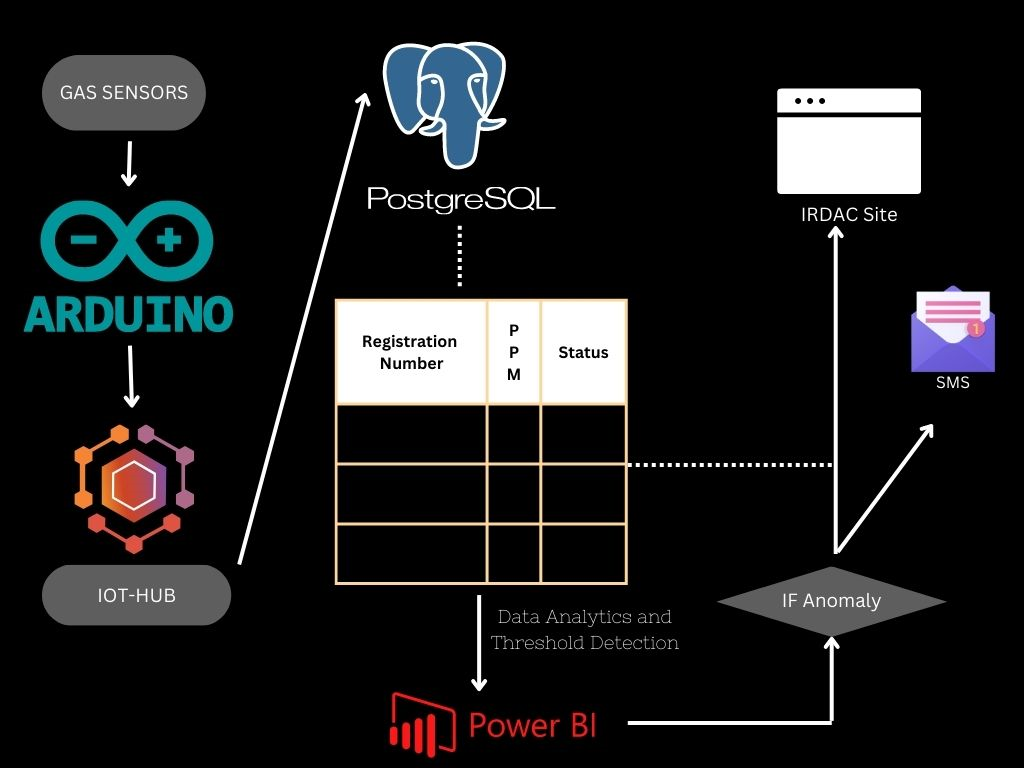 GAS SENSORS
ARDUINO
IOT-HUB
PostgreSQL
Registration
Number
P
P
M
Status
Data Analytics and
Threshold Detection
Power BI
IRDAC Site
1
SMS
IF Anomaly